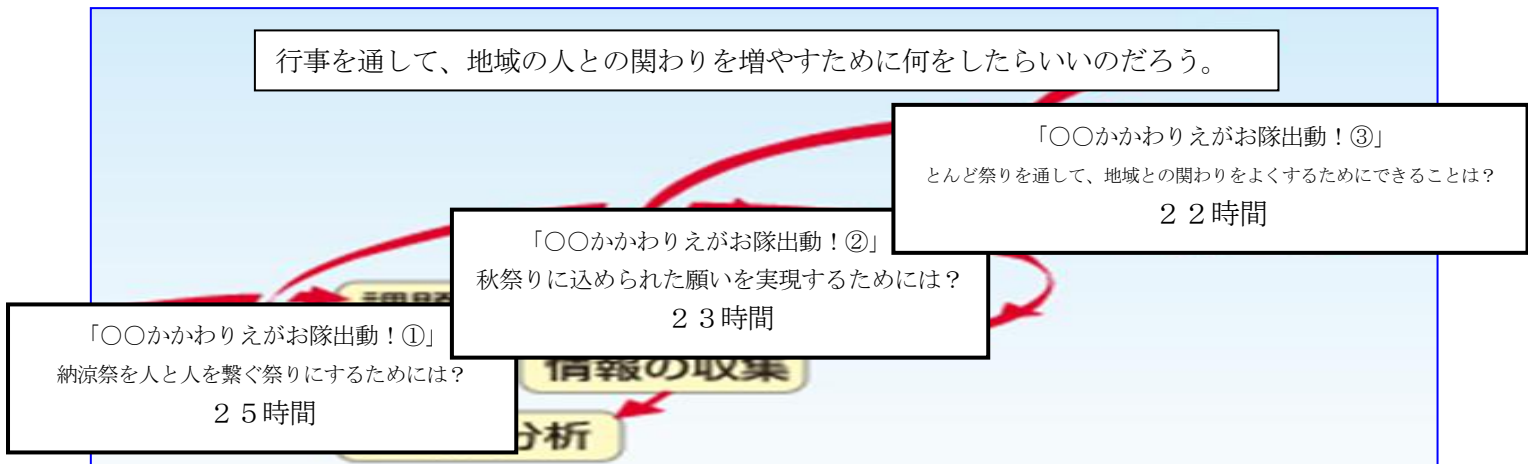 行事を通して、地域の人との関わりを増やすために何をしたらいいのだろう。
「〇〇かかわりえがお隊出動！③」
とんど祭りを通して、地域との関わりをよくするためにできることは？
２２時間
「〇〇かかわりえがお隊出動！②」
秋祭りに込められた願いを実現するためには？
２３時間
「〇〇かかわりえがお隊出動！①」
納涼祭を人と人を繋ぐ祭りにするためには？
２５時間
情報の収集
分析